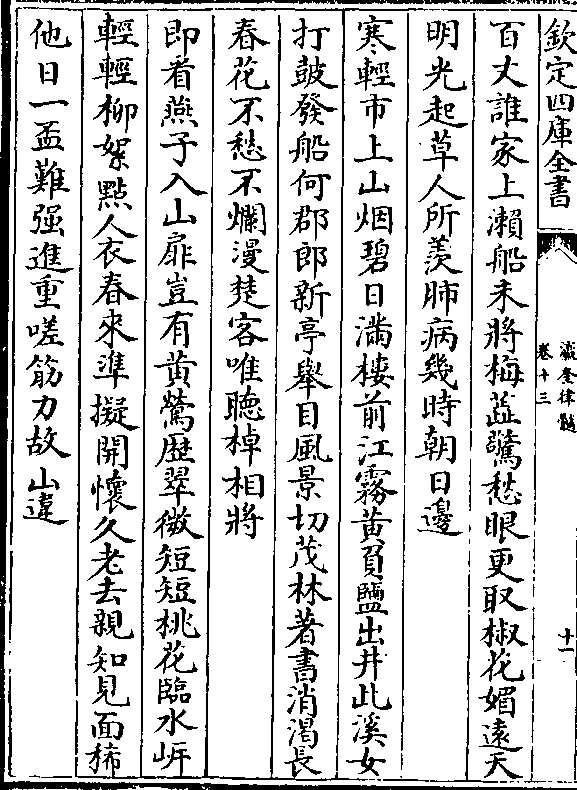 欽定四庫全書
瀛奎律髓
卷十三
十一
百丈誰家上瀨船未將梅蕋驚愁眼更取椒花媚遠天
明光起草人所羨肺病幾時朝日邊
寒輕市上山烟碧日滿樓前江霧黄負鹽出井此溪女
打鼓發船何郡郎新亭舉目風景切茂林著書消渇長
春花不愁不爛漫楚客唯聽棹相將
即看燕子入山扉豈有黄鶯歴翠微短短桃花臨水岸
輕輕柳絮點人衣春來準擬開懷久老去親知見面稀
他日一盃難强進重嗟筋力故山違